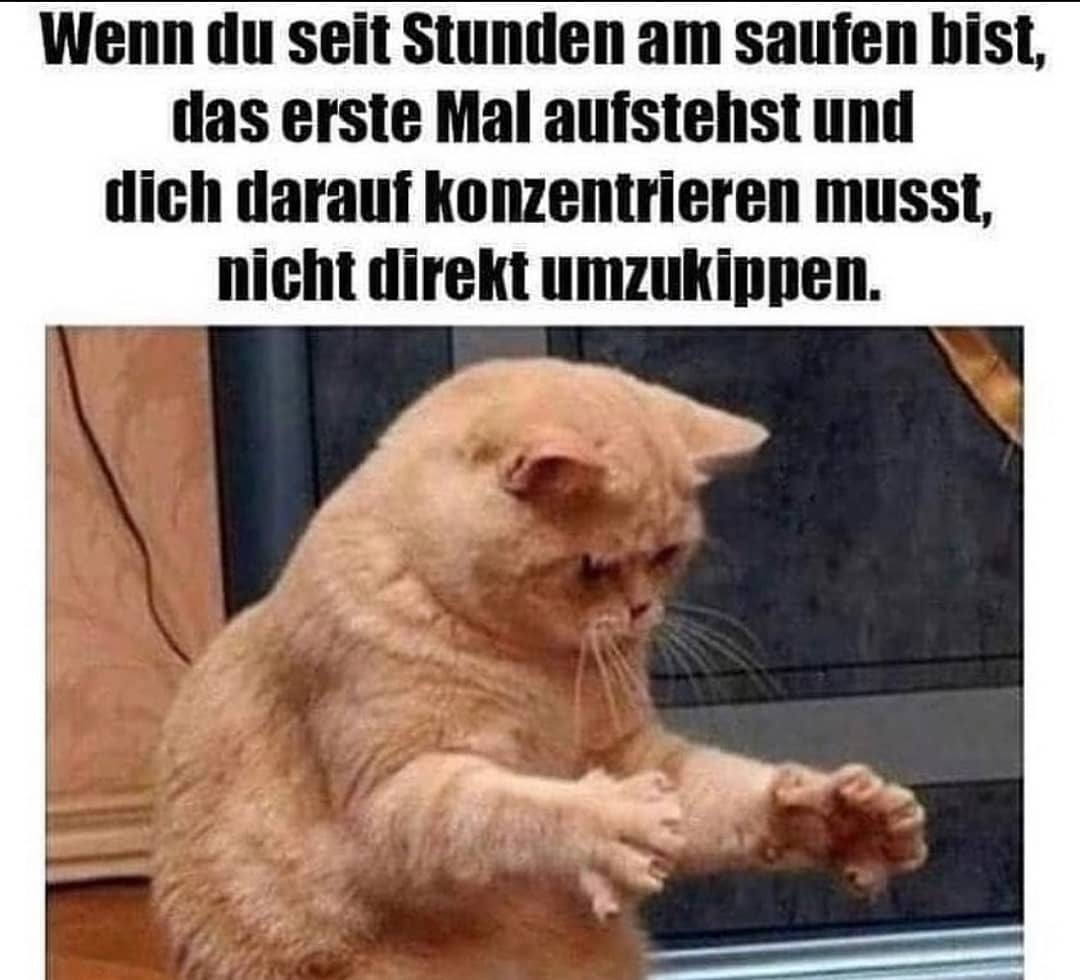 Wenn du seit Stunden am saufen bist,
das erste Mal aufstehst und
dich darauf konzentrieren musst,
nicht direkt umzukippen.